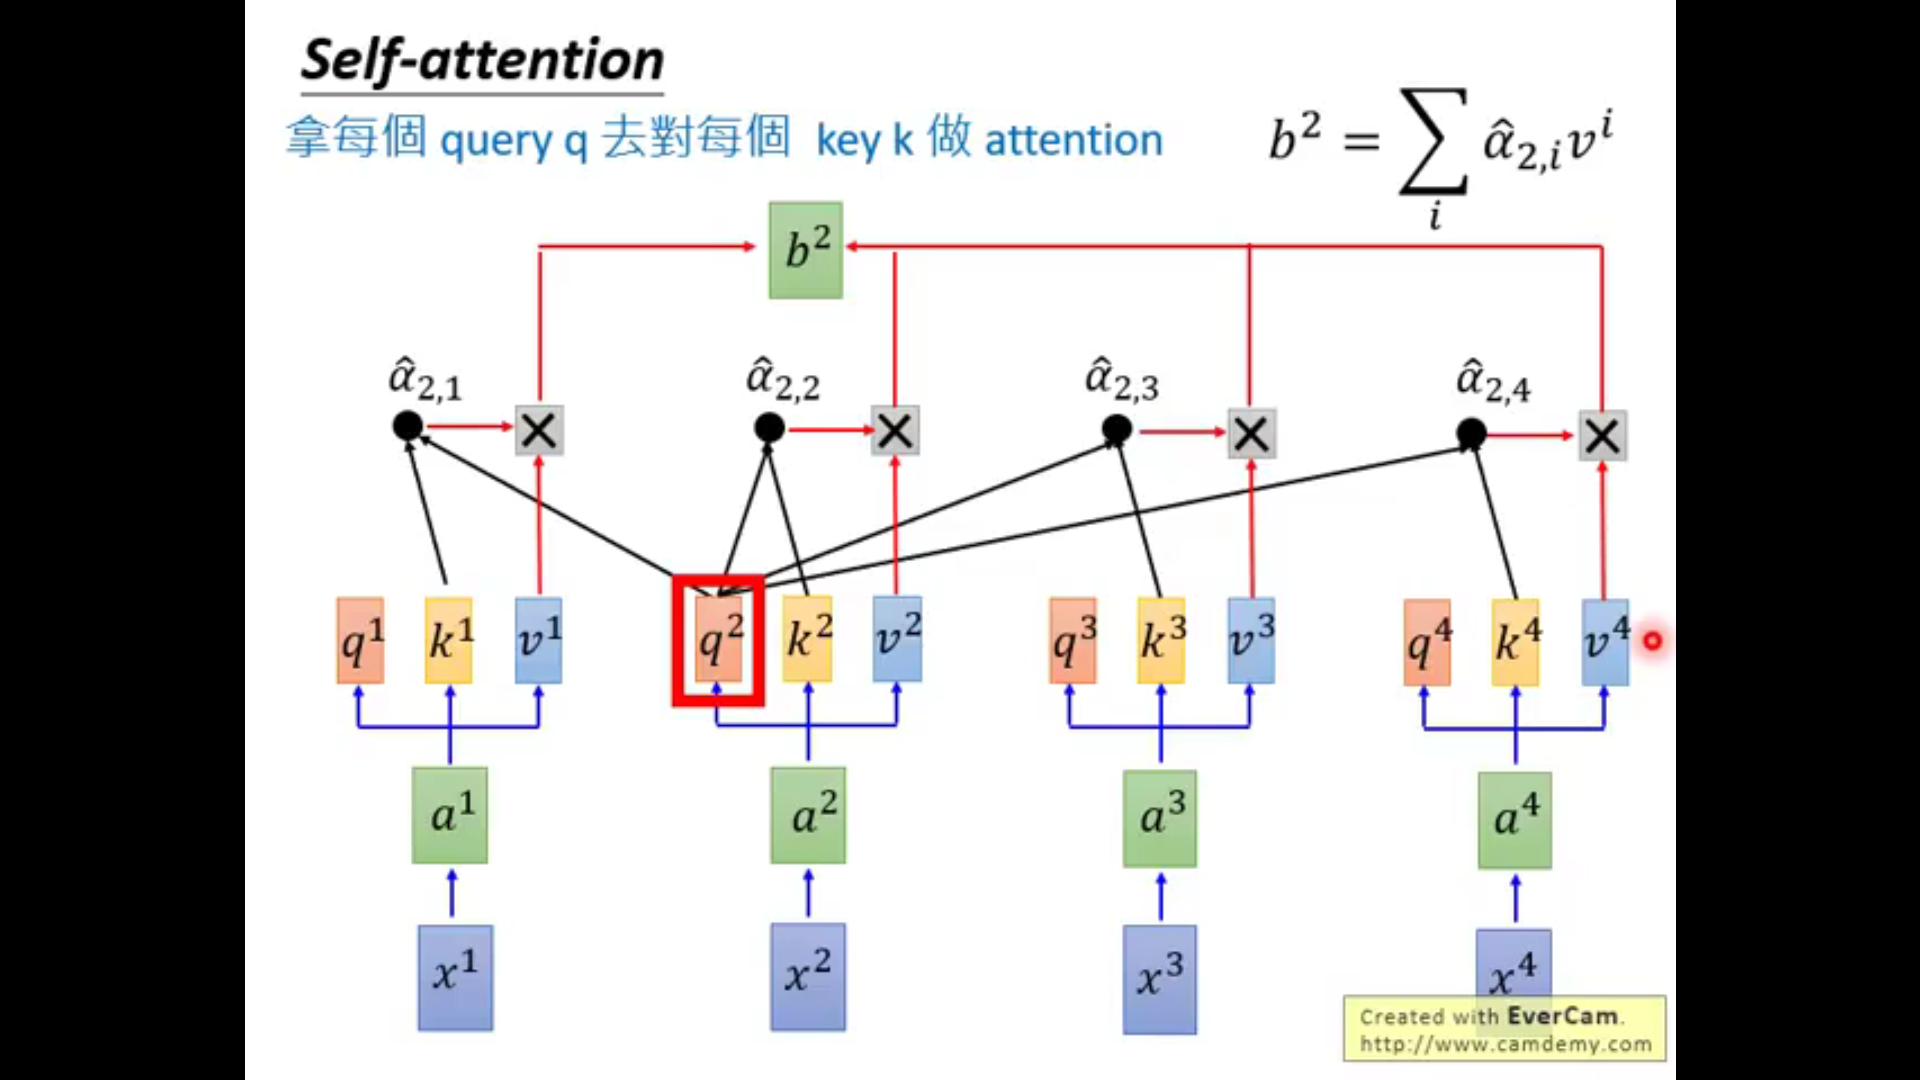 Self-attention
拿每個 query q 去對每個 key k 做 attention
b² = ∑ᵢ α̂₂,ᵢvⁱ
b²
α̂₂,₁ α̂₂,₂ α̂₂,₃ α̂₂,₄
q¹ k¹ v¹ q² k² v² q³ k³ v³ q⁴ k⁴ v⁴
a¹ a² a³ a⁴
x¹ x² x³ x⁴
Created with EverCam.
http://www.camdemy.com